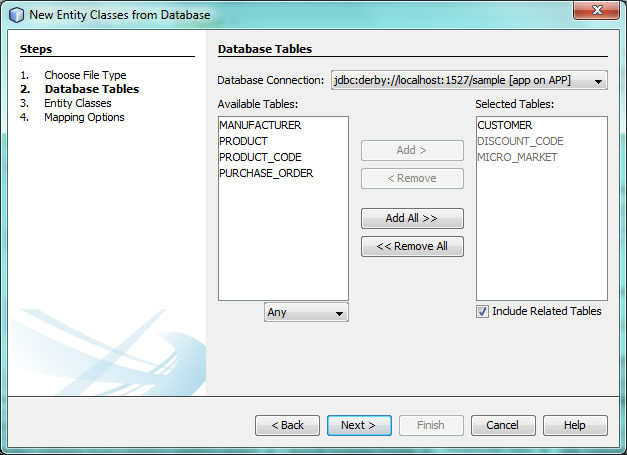 New Entity Classes from Database
Steps
1. Choose File Type
2. Database Tables
3. Entity Classes
4. Mapping Options
Database Tables
Database Connection: jdbc:derby://localhost:1527/sample [app on APP]
Available Tables:
MANUFACTURER
PRODUCT
PRODUCT_CODE
PURCHASE_ORDER
Any
Add >
< Remove
Add All >>
<< Remove All
Selected Tables:
CUSTOMER
DISCOUNT_CODE
MICRO_MARKET
Include Related Tables
< Back Next > Finish Cancel Help